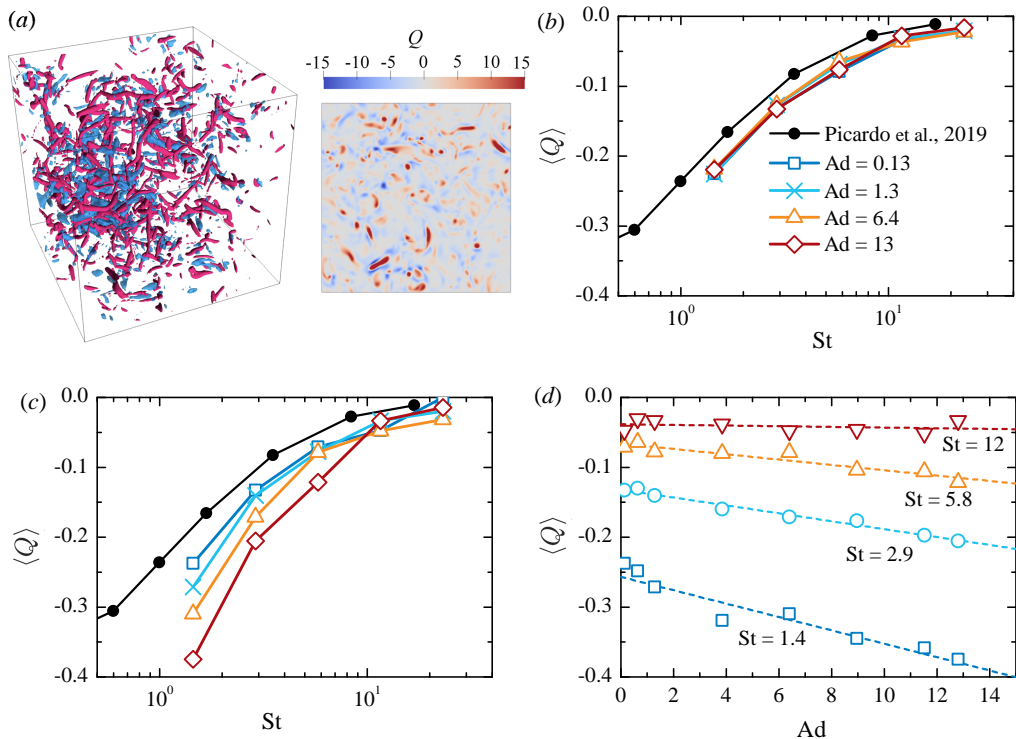 (a)
Q
-15 -10 -5 0 5 10 15
(b)
0.0
-0.1
-0.2
-0.3
-0.4
⟨Q⟩
Picardo et al., 2019
Ad = 0.13
Ad = 1.3
Ad = 6.4
Ad = 13
10⁰ 10¹
St
(c)
0.0
-0.1
-0.2
-0.3
-0.4
⟨Q⟩
10⁰ 10¹
St
(d)
0.0
-0.1
-0.2
-0.3
-0.4
⟨Q⟩
St = 12
St = 5.8
St = 2.9
St = 1.4
0 2 4 6 8 10 12 14
Ad